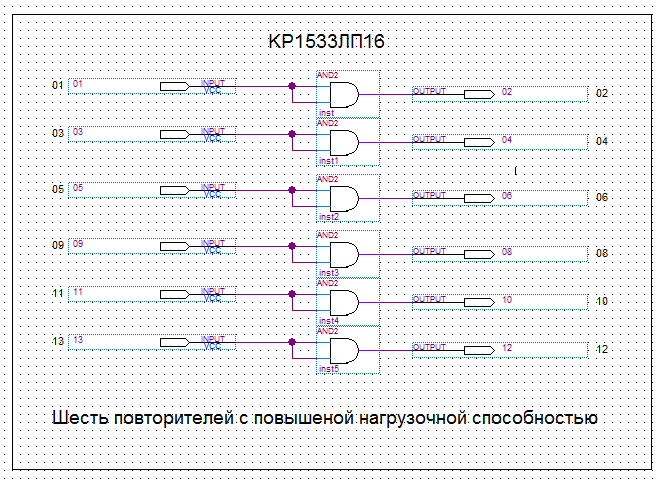 КР1533ЛП16
AND2
01 01 INPUT VCC OUTPUT 02 02
inst
AND2
03 03 INPUT VCC OUTPUT 04 04
inst1
AND2
05 05 INPUT VCC OUTPUT 06 06
inst2
AND2
09 09 INPUT VCC OUTPUT 08 08
inst3
AND2
11 11 INPUT VCC OUTPUT 10 10
inst4
AND2
13 13 INPUT VCC OUTPUT 12 12
inst5
Шесть повторителей с повышеной нагрузочной способностью